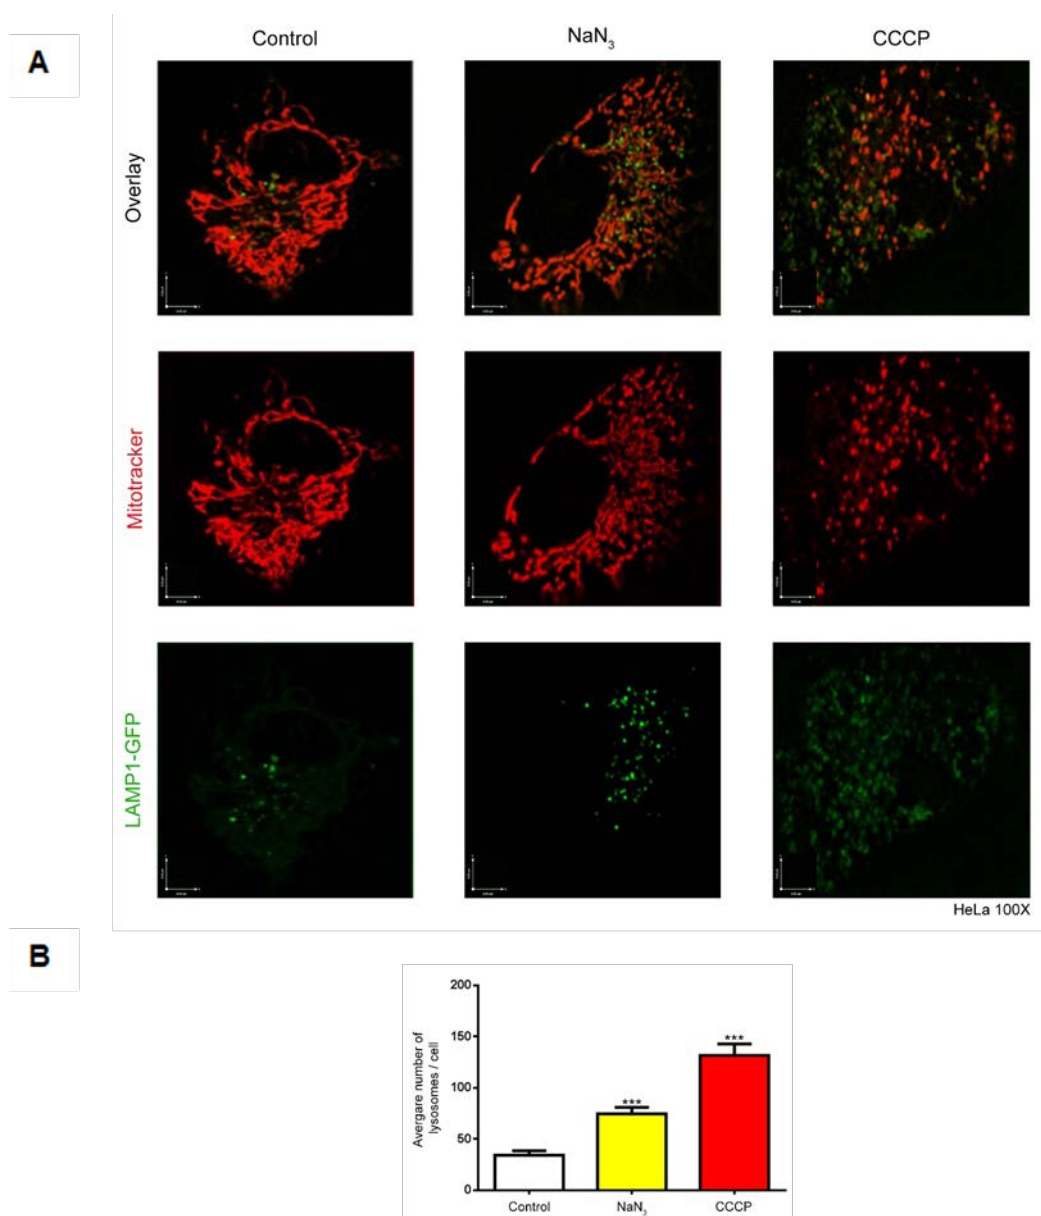 A
Control
NaN₃
CCCP
Overlay
Mitotracker
LAMP1-GFP
HeLa 100X
B
Avergare number of
lysosomes / cell
200
150
100
50
0
***
***
Control
NaN₃
CCCP